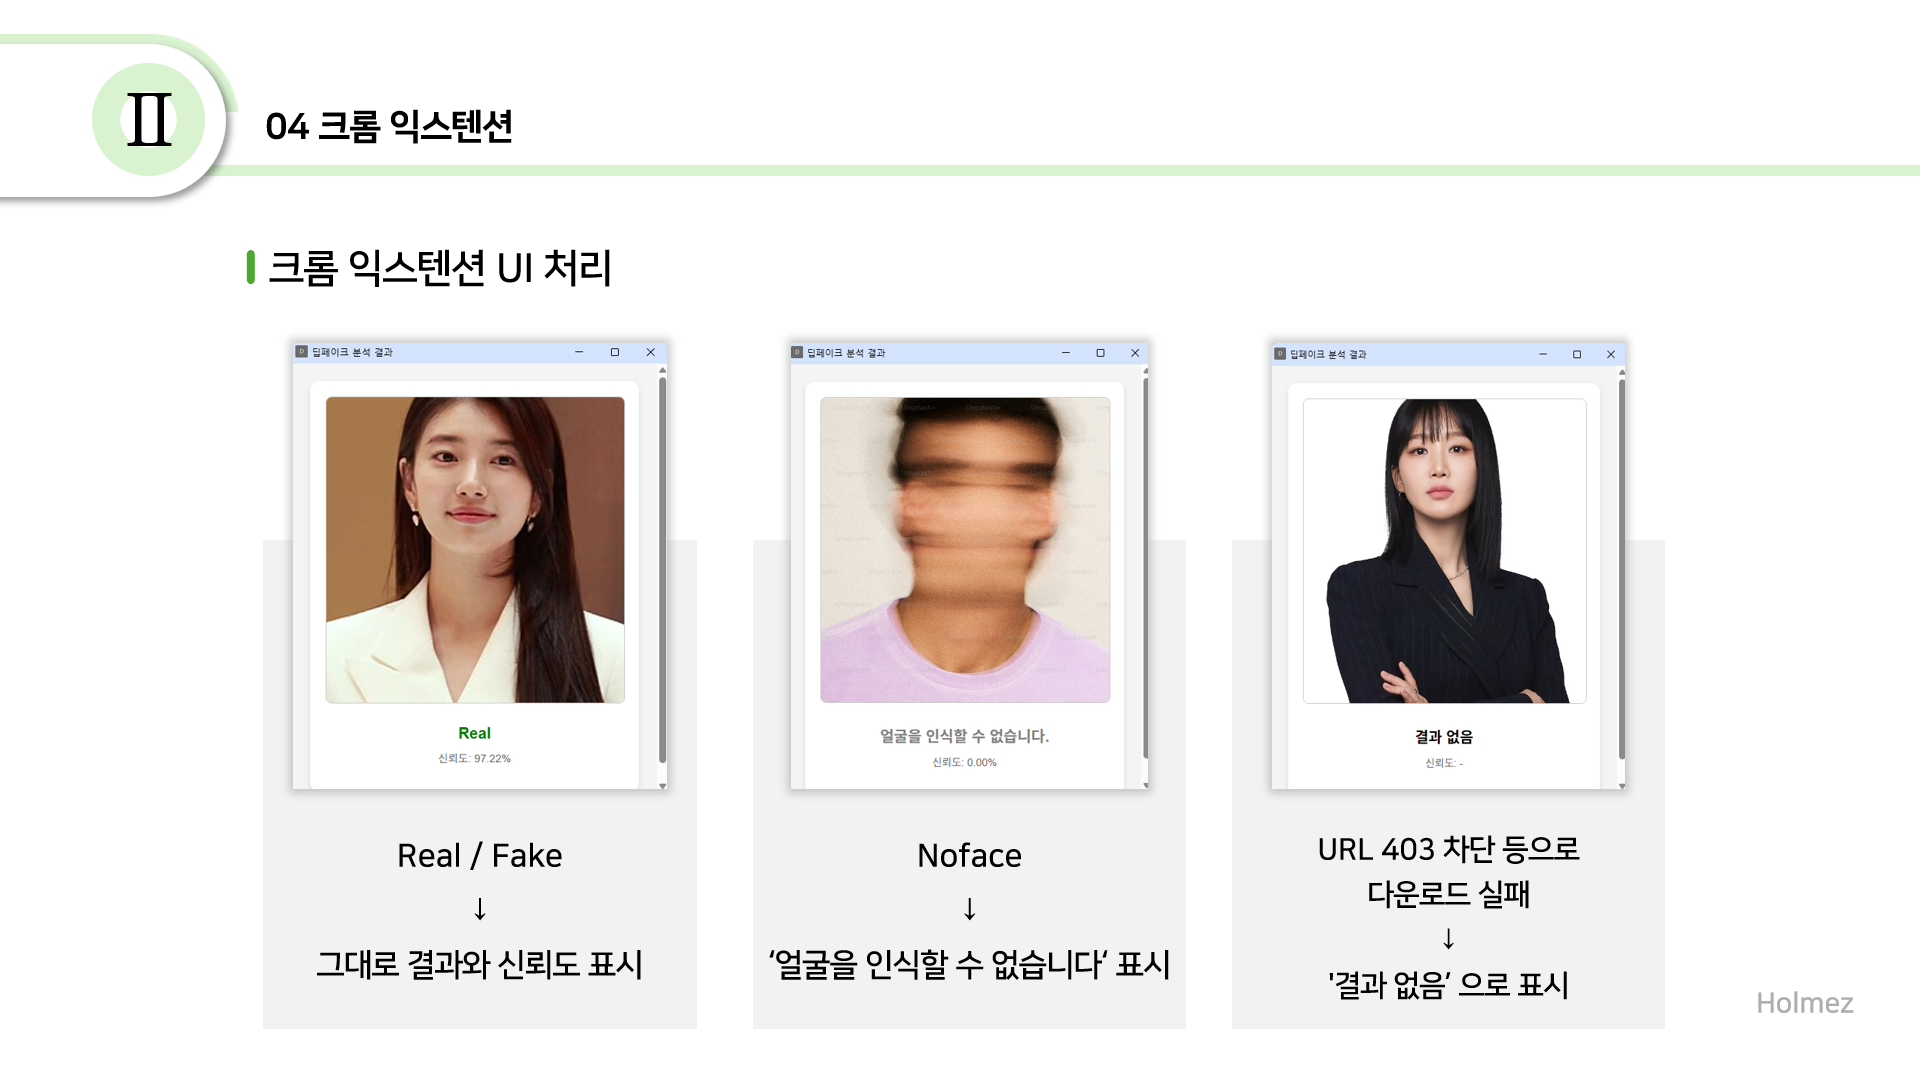 II
04 크롬 익스텐션
크롬 익스텐션 UI 처리
D 딥페이크 분석 결과
Real
신뢰도: 97.22%
Real / Fake
↓
그대로 결과와 신뢰도 표시
D 딥페이크 분석 결과
Unsplash+
얼굴을 인식할 수 없습니다.
신뢰도: 0.00%
Noface
↓
‘얼굴을 인식할 수 없습니다‘ 표시
D 딥페이크 분석 결과
결과 없음
신뢰도: -
URL 403 차단 등으로
다운로드 실패
↓
'결과 없음’ 으로 표시
Holmez